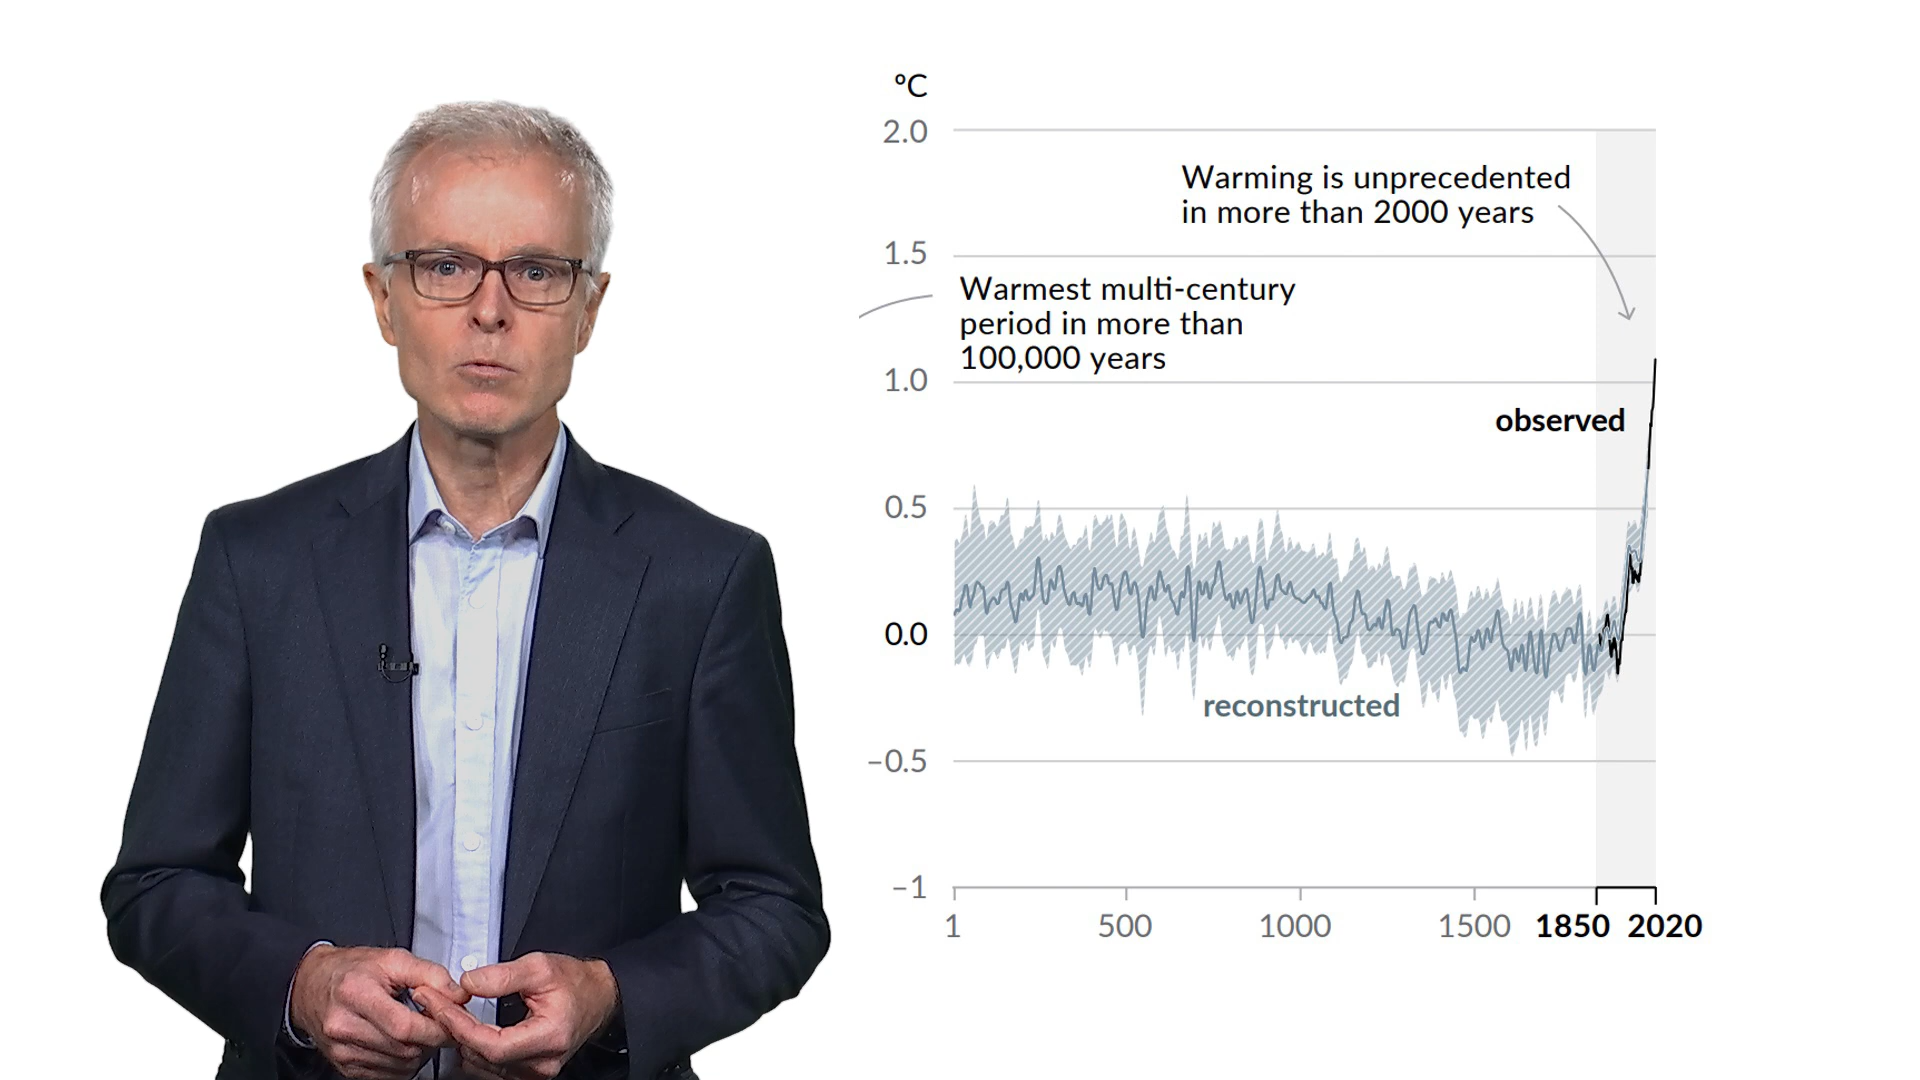 °C
2.0
Warming is unprecedented
in more than 2000 years
1.5
Warmest multi-century
period in more than
100,000 years
1.0
observed
0.5
0.0
reconstructed
−0.5
−1
1 500 1000 1500 1850 2020